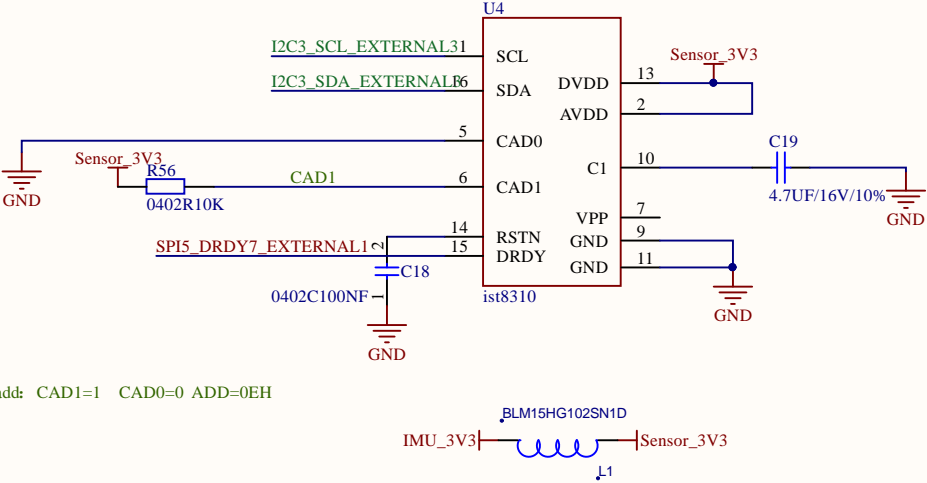 U4
I2C3_SCL_EXTERNAL3 1 SCL
I2C3_SDA_EXTERNAL3 16 SDA
5 CAD0
GND
Sensor_3V3
R56
0402R10K
CAD1
6 CAD1
14 RSTN
SPI5_DRDY7_EXTERNAL1
15 DRDY
2
C18
0402C100NF
1
GND
ist8310
Sensor_3V3
DVDD 13
AVDD 2
C1 10
C19
4.7UF/16V/10%
GND
VPP 7
GND 9
GND 11
GND
add: CAD1=1 CAD0=0 ADD=0EH
BLM15HG102SN1D
IMU_3V3
Sensor_3V3
L1